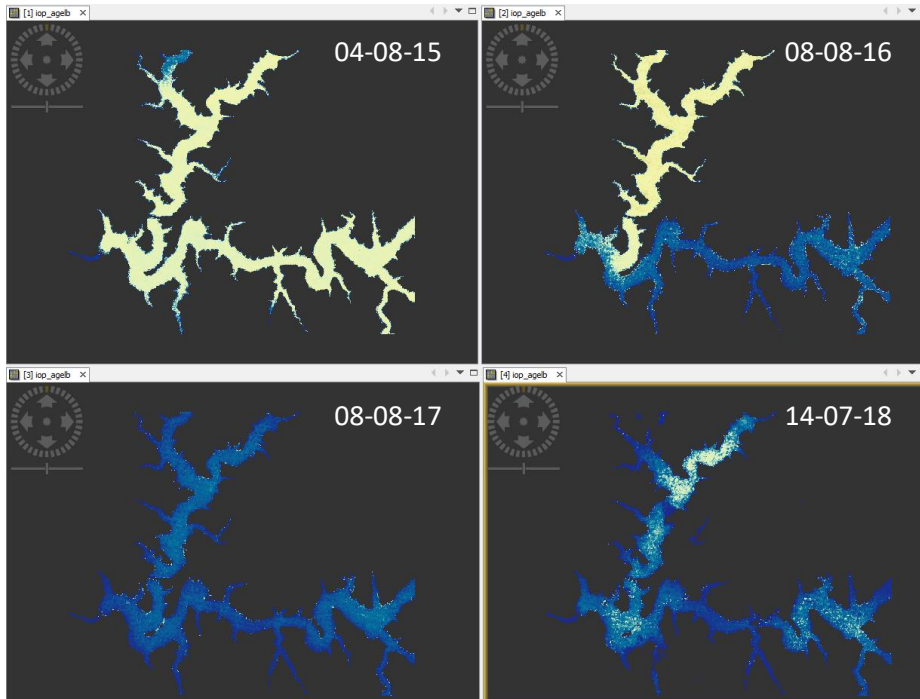 [1] iop_agelb
04-08-15
[2] iop_agelb
08-08-16
[3] iop_agelb
08-08-17
[4] iop_agelb
14-07-18